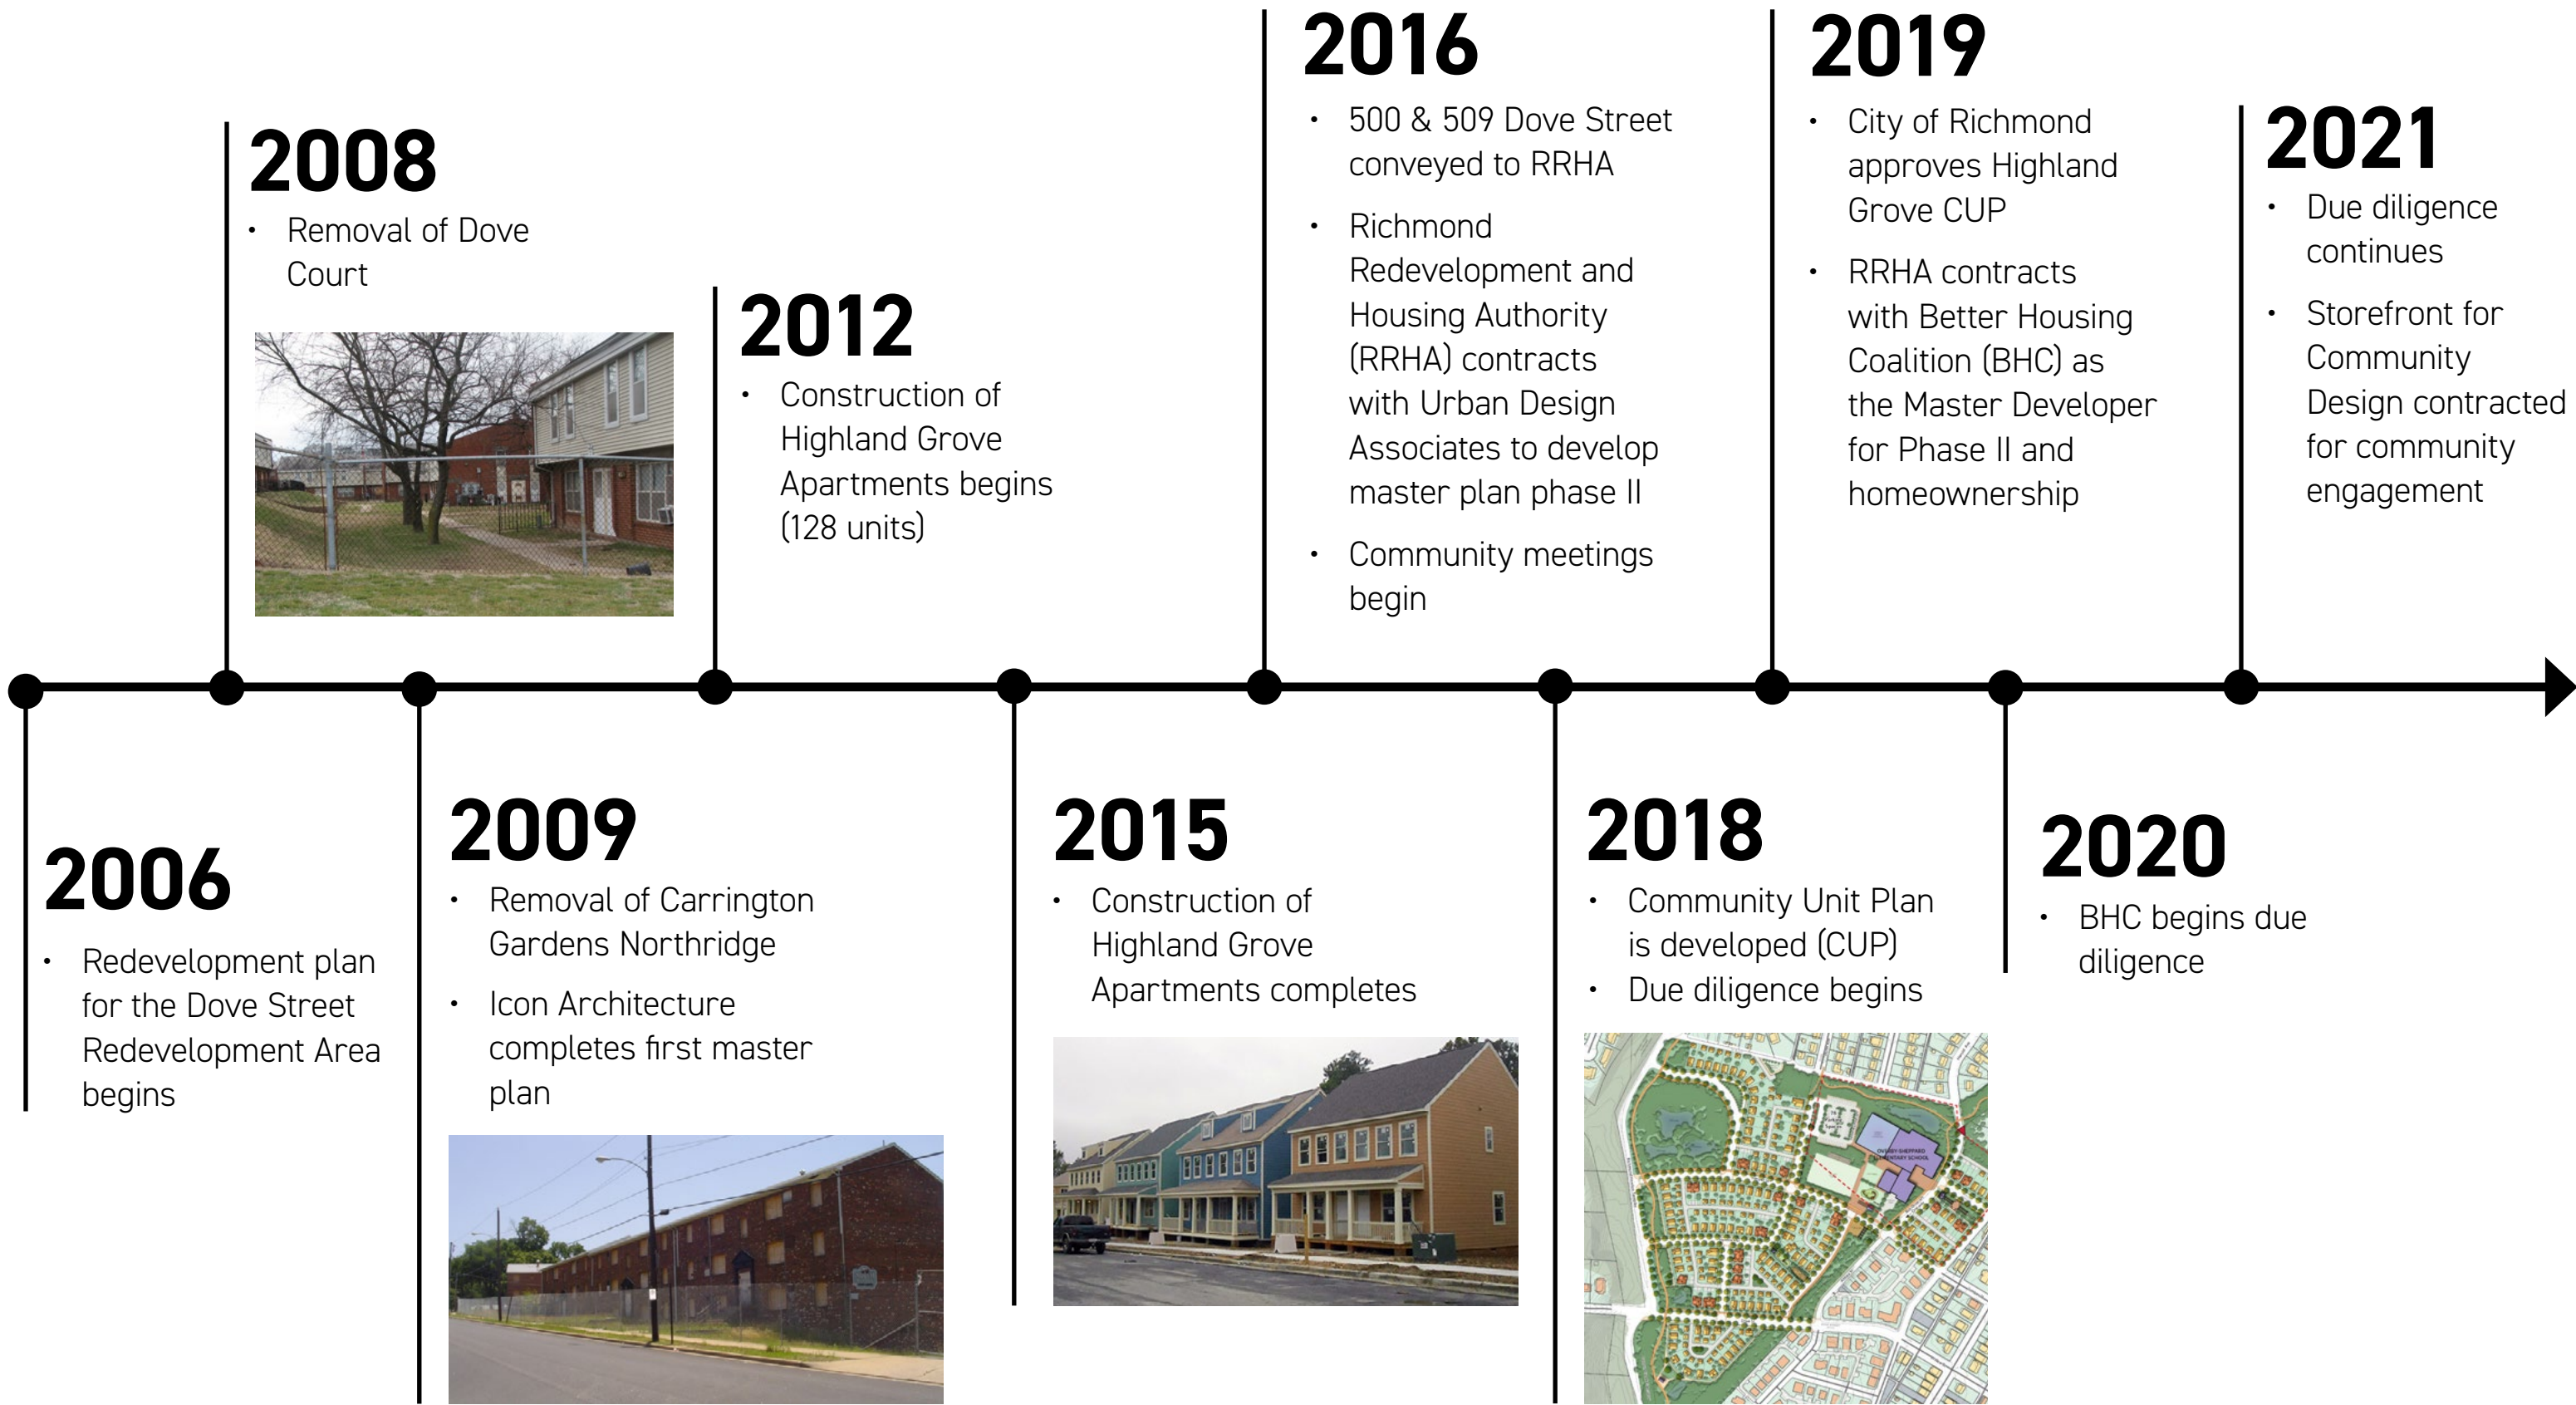 2006
• Redevelopment plan
for the Dove Street
Redevelopment Area
begins
2008
• Removal of Dove
Court
2009
• Removal of Carrington
Gardens Northridge
• Icon Architecture
completes first master
plan
2012
• Construction of
Highland Grove
Apartments begins
(128 units)
2015
• Construction of
Highland Grove
Apartments completes
2016
• 500 & 509 Dove Street
conveyed to RRHA
• Richmond
Redevelopment and
Housing Authority
(RRHA) contracts
with Urban Design
Associates to develop
master plan phase II
• Community meetings
begin
2018
• Community Unit Plan
is developed (CUP)
• Due diligence begins
2019
• City of Richmond
approves Highland
Grove CUP
• RRHA contracts
with Better Housing
Coalition (BHC) as
the Master Developer
for Phase II and
homeownership
2020
• BHC begins due
diligence
2021
• Due diligence
continues
• Storefront for
Community
Design contracted
for community
engagement